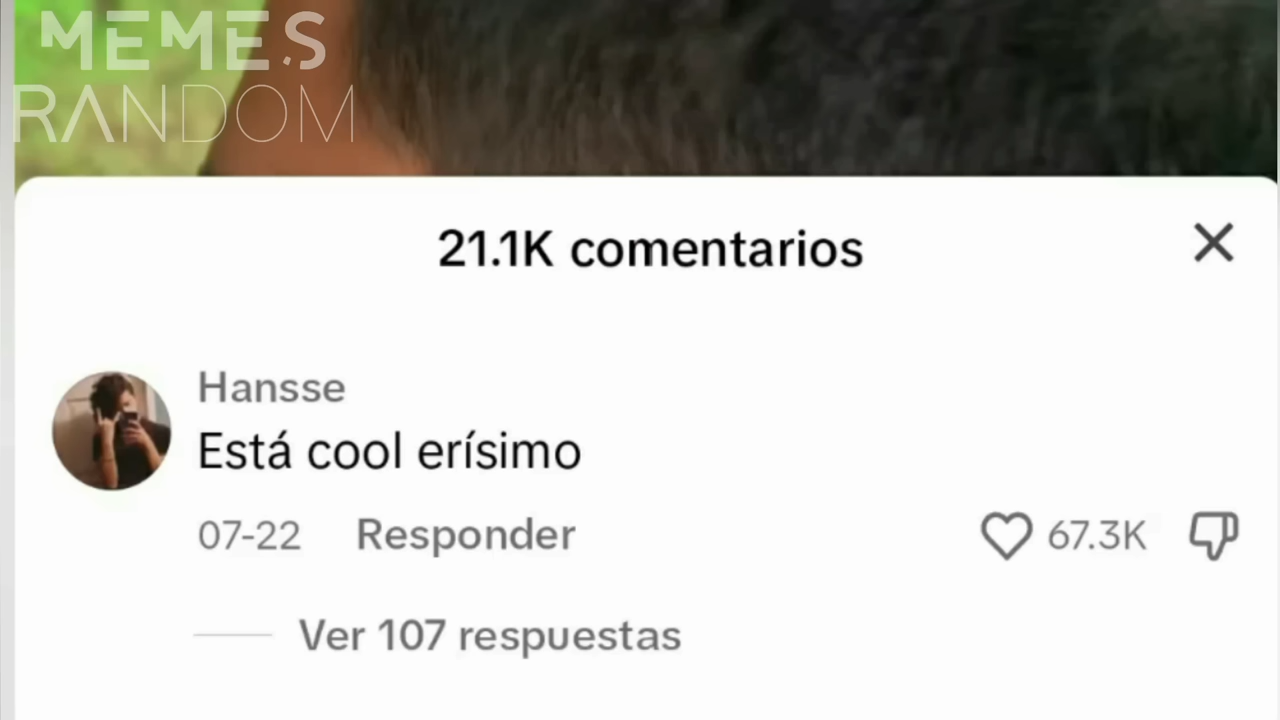 MEMES
RANDOM
21.1K comentarios
Hansse
Está cool erísimo
07-22 Responder 67.3K
Ver 107 respuestas